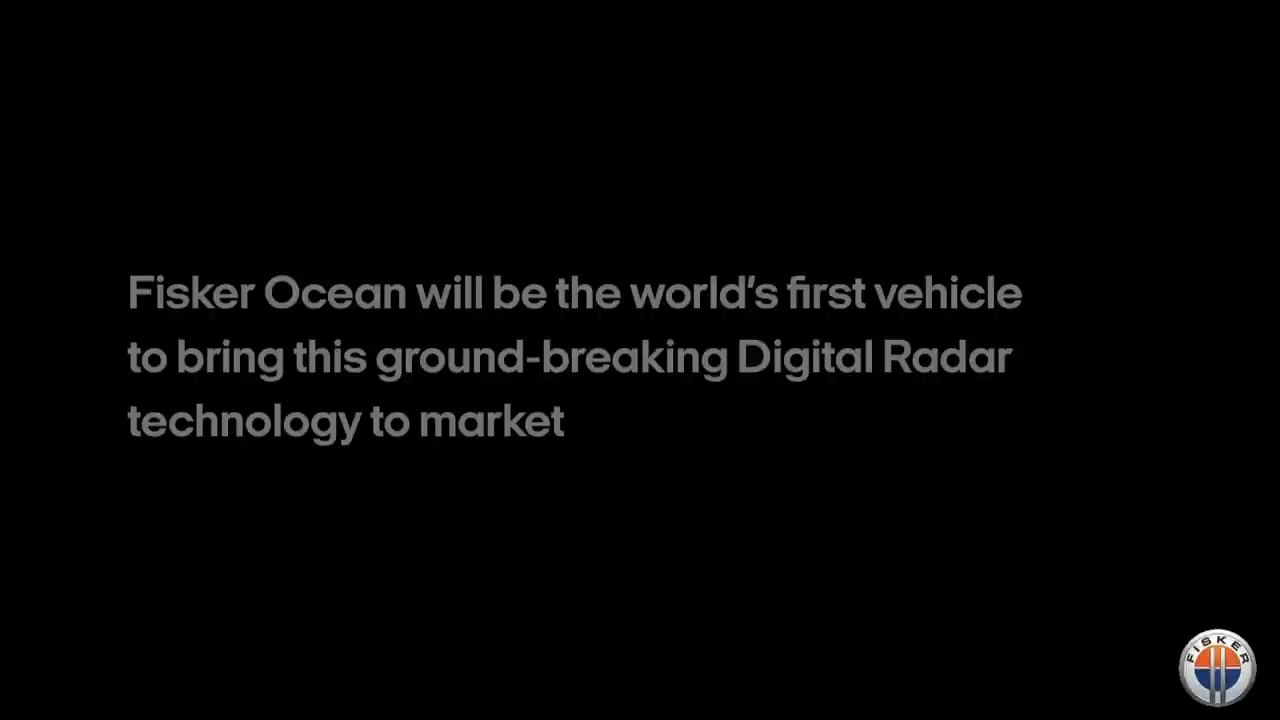 Fisker Ocean will be the world's first vehicle
to bring this ground-breaking Digital Radar
technology to market
FISKER